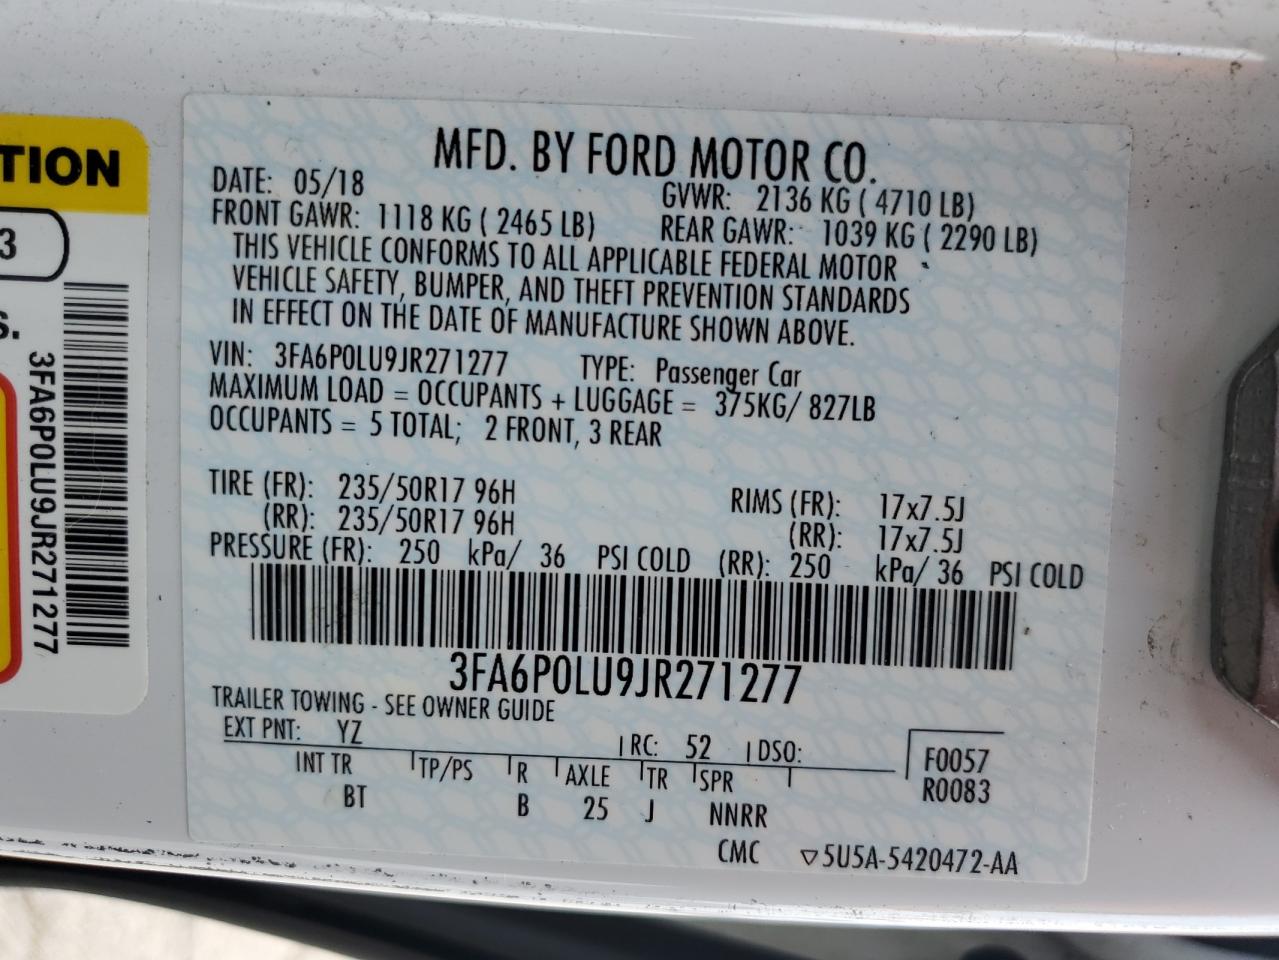 TION
3
S.
3FA6P0LU9JR271277
MFD. BY FORD MOTOR CO.
DATE: 05/18 GVWR: 2136 KG ( 4710 LB)
FRONT GAWR: 1118 KG ( 2465 LB) REAR GAWR: 1039 KG ( 2290 LB)
THIS VEHICLE CONFORMS TO ALL APPLICABLE FEDERAL MOTOR
VEHICLE SAFETY, BUMPER, AND THEFT PREVENTION STANDARDS
IN EFFECT ON THE DATE OF MANUFACTURE SHOWN ABOVE.
VIN: 3FA6P0LU9JR271277 TYPE: Passenger Car
MAXIMUM LOAD = OCCUPANTS + LUGGAGE = 375KG/ 827LB
OCCUPANTS = 5 TOTAL; 2 FRONT, 3 REAR
TIRE (FR): 235/50R17 96H RIMS (FR): 17x7.5J
(RR): 235/50R17 96H (RR): 17x7.5J
PRESSURE (FR): 250 kPa/ 36 PSI COLD (RR): 250 kPa/ 36 PSI COLD
3FA6P0LU9JR271277
TRAILER TOWING - SEE OWNER GUIDE
EXT PNT: YZ RC: 52 DSO: F0057
INT TR TP/PS R AXLE TR SPR R0083
BT B 25 J NNRR
CMC ▽5U5A-5420472-AA